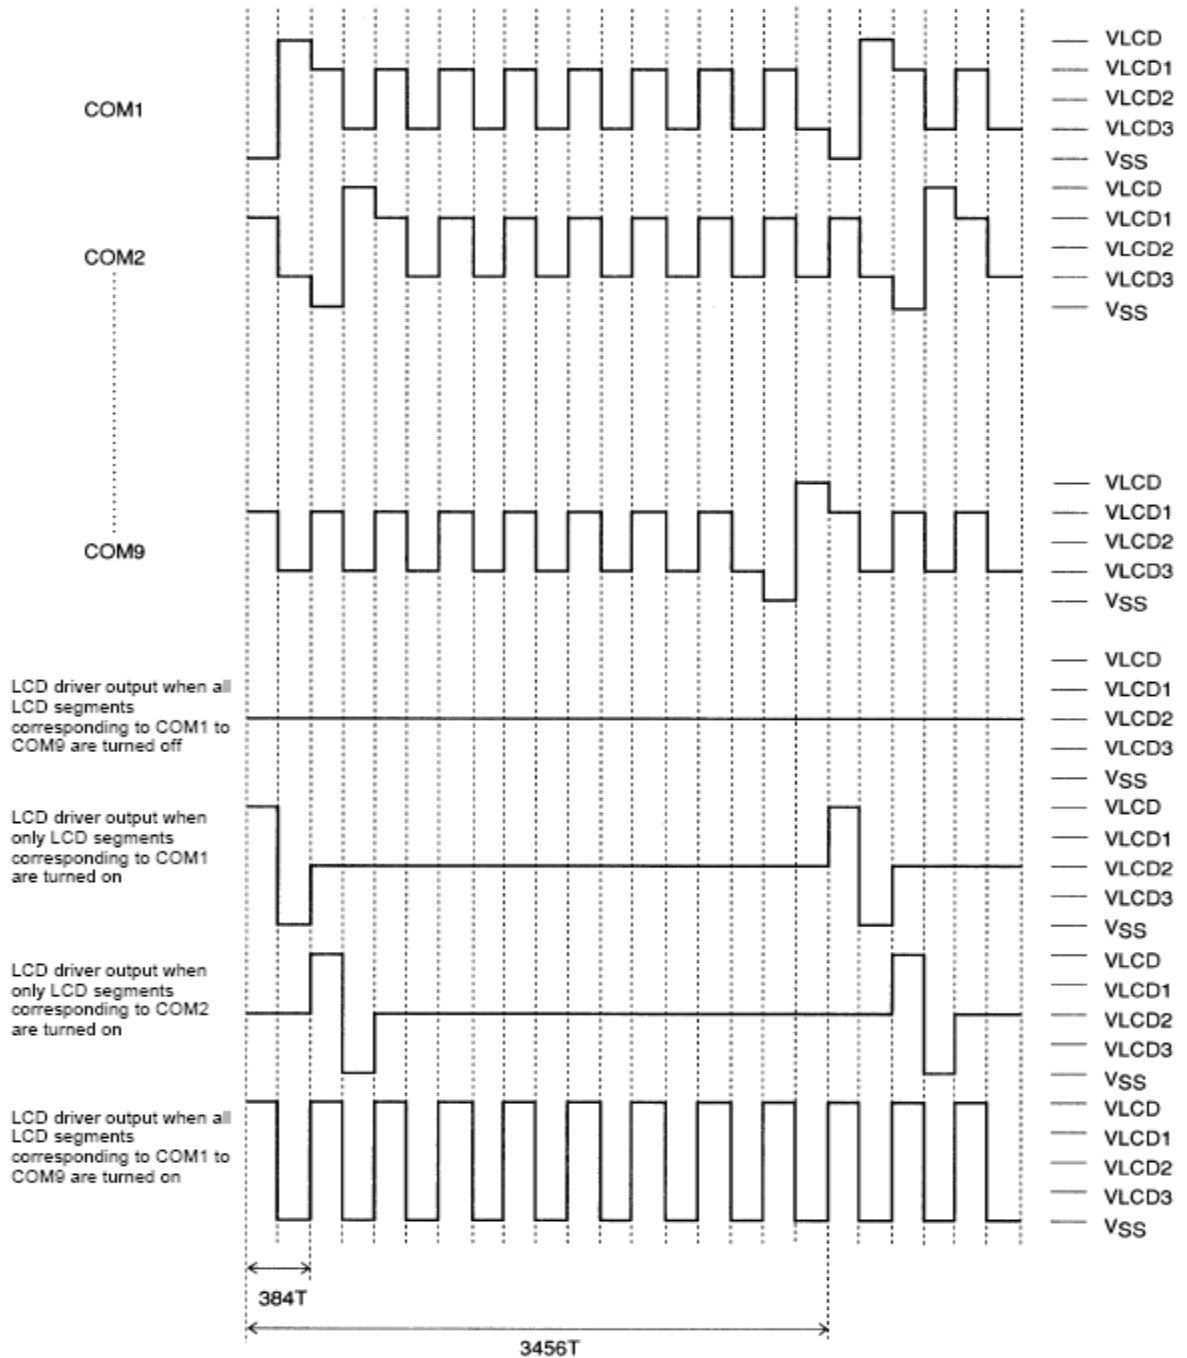 VLCD
VLCD1
COM1
VLCD2
VLCD3
VSS
VLCD
VLCD1
COM2
VLCD2
VLCD3
VSS
VLCD
VLCD1
COM9
VLCD2
VLCD3
VSS
VLCD
LCD driver output when all
LCD segments
corresponding to COM1 to
COM9 are turned off
VLCD1
VLCD2
VLCD3
VSS
VLCD
LCD driver output when
only LCD segments
corresponding to COM1
are turned on
VLCD1
VLCD2
VLCD3
VSS
VLCD
LCD driver output when
only LCD segments
corresponding to COM2
are turned on
VLCD1
VLCD2
VLCD3
VSS
VLCD
LCD driver output when all
LCD segments
corresponding to COM1 to
COM9 are turned on
VLCD1
VLCD2
VLCD3
VSS
384T
3456T